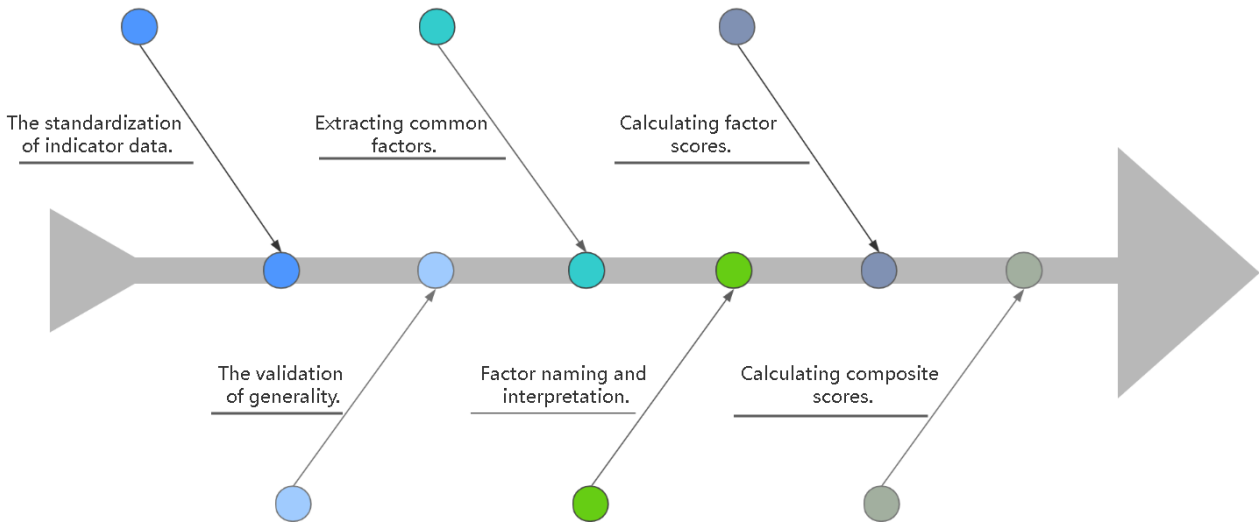 The standardization
of indicator data.
Extracting common
factors.
Calculating factor
scores.
The validation
of generality.
Factor naming and
interpretation.
Calculating composite
scores.